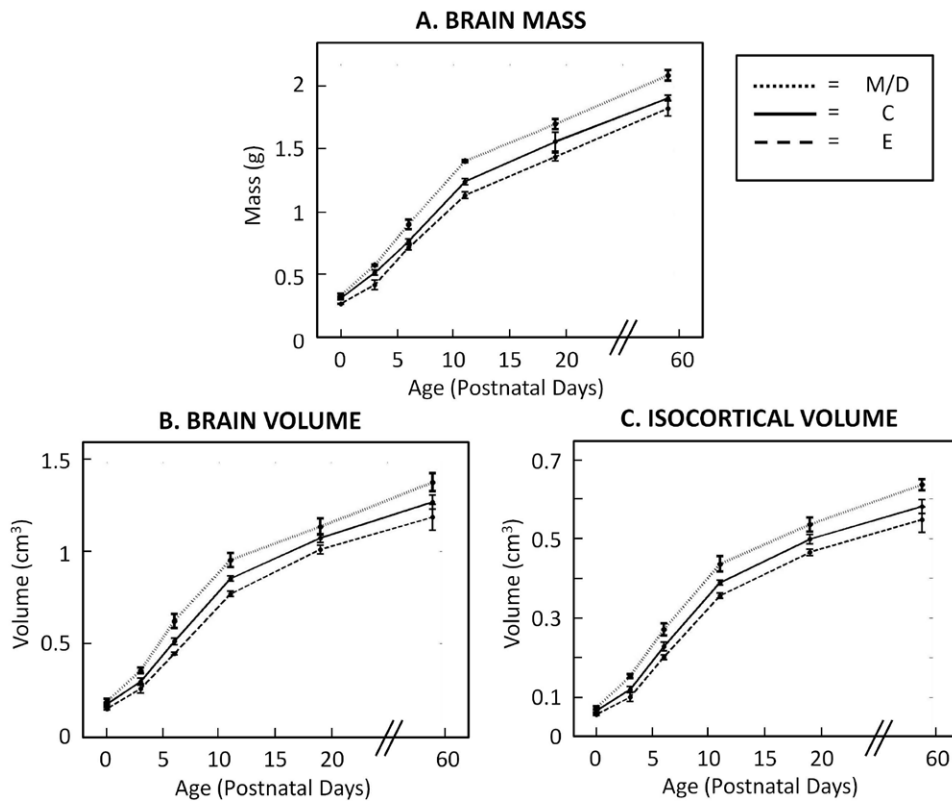 A. BRAIN MASS
2
1.5
1
0.5
0
Mass (g)
0 5 10 20 60
Age (Postnatal Days)
= M/D
= C
= E
B. BRAIN VOLUME
1.5
1
0.5
0
Volume (cm³)
0 5 10 20 60
Age (Postnatal Days)
C. ISOCORTICAL VOLUME
0.7
0.5
0.3
0.1
0
Volume (cm³)
0 5 10 20 60
Age (Postnatal Days)